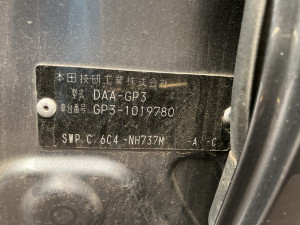 本田技研工業株式会社
型式 DAA-GP3
車台番号 GP3-1019780
SWP C 6C4 -NH737M -A -C